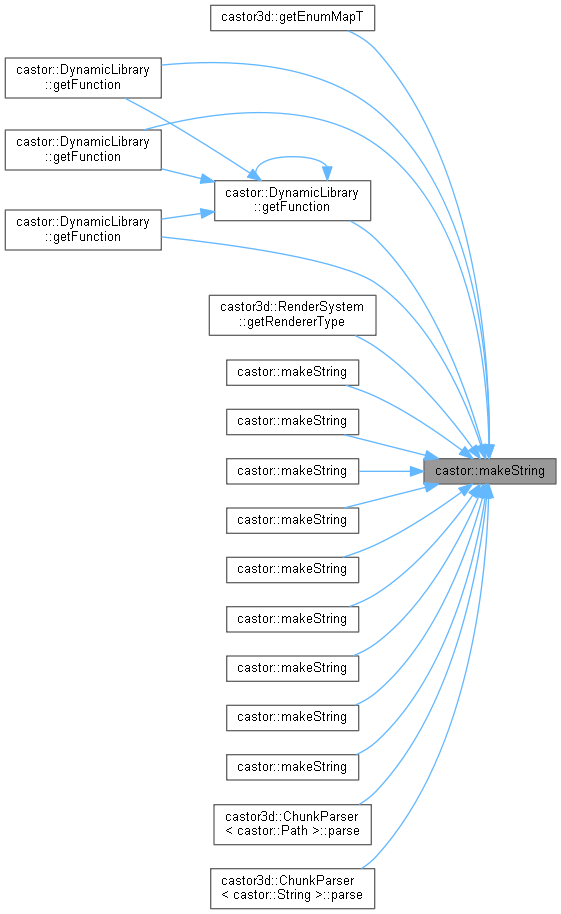 castor3d::getEnumMapT
castor::DynamicLibrary
::getFunction
castor::DynamicLibrary
::getFunction
castor::DynamicLibrary
::getFunction
castor::DynamicLibrary
::getFunction
castor3d::RenderSystem
::getRendererType
castor::makeString
castor::makeString
castor::makeString
castor::makeString
castor::makeString
castor::makeString
castor::makeString
castor::makeString
castor::makeString
castor::makeString
castor3d::ChunkParser
< castor::Path >::parse
castor3d::ChunkParser
< castor::String >::parse